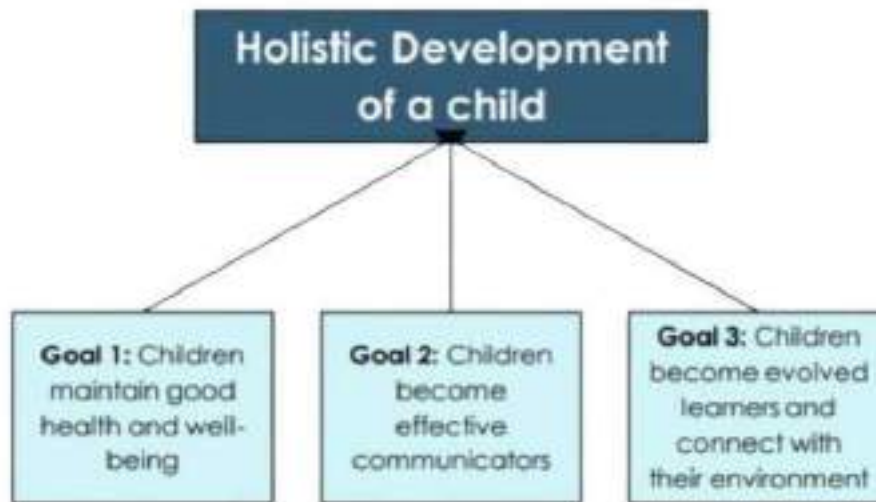 Holistic Development
of a child
Goal 1: Children
maintain good
health and well-
being
Goal 2: Children
become
effective
communicators
Goal 3: Children
become evolved
learners and
connect with
their environment